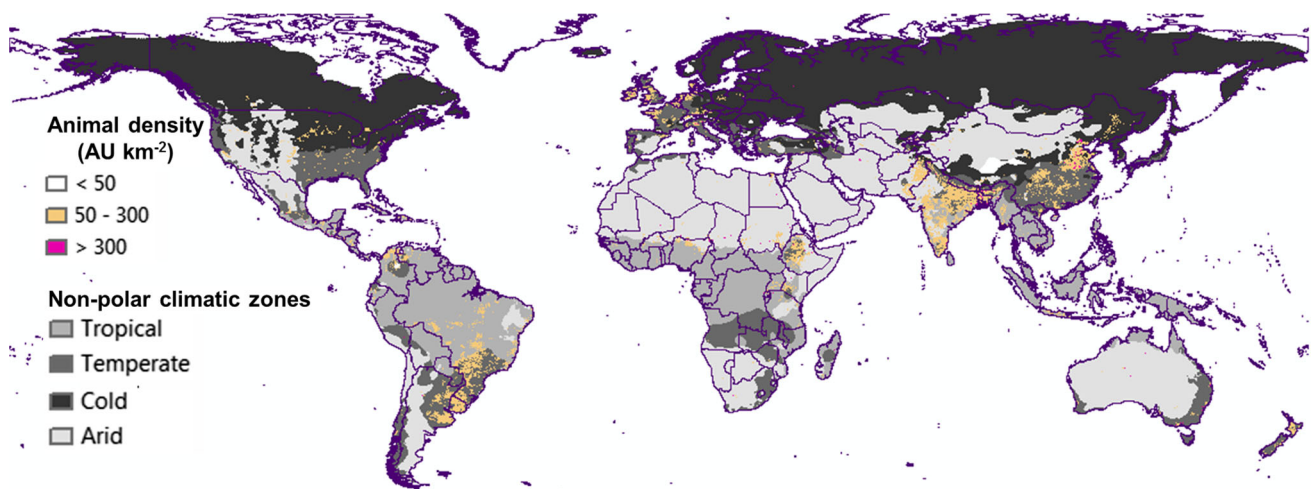 Animal density
(AU km⁻²)
< 50
50 - 300
> 300
Non-polar climatic zones
Tropical
Temperate
Cold
Arid